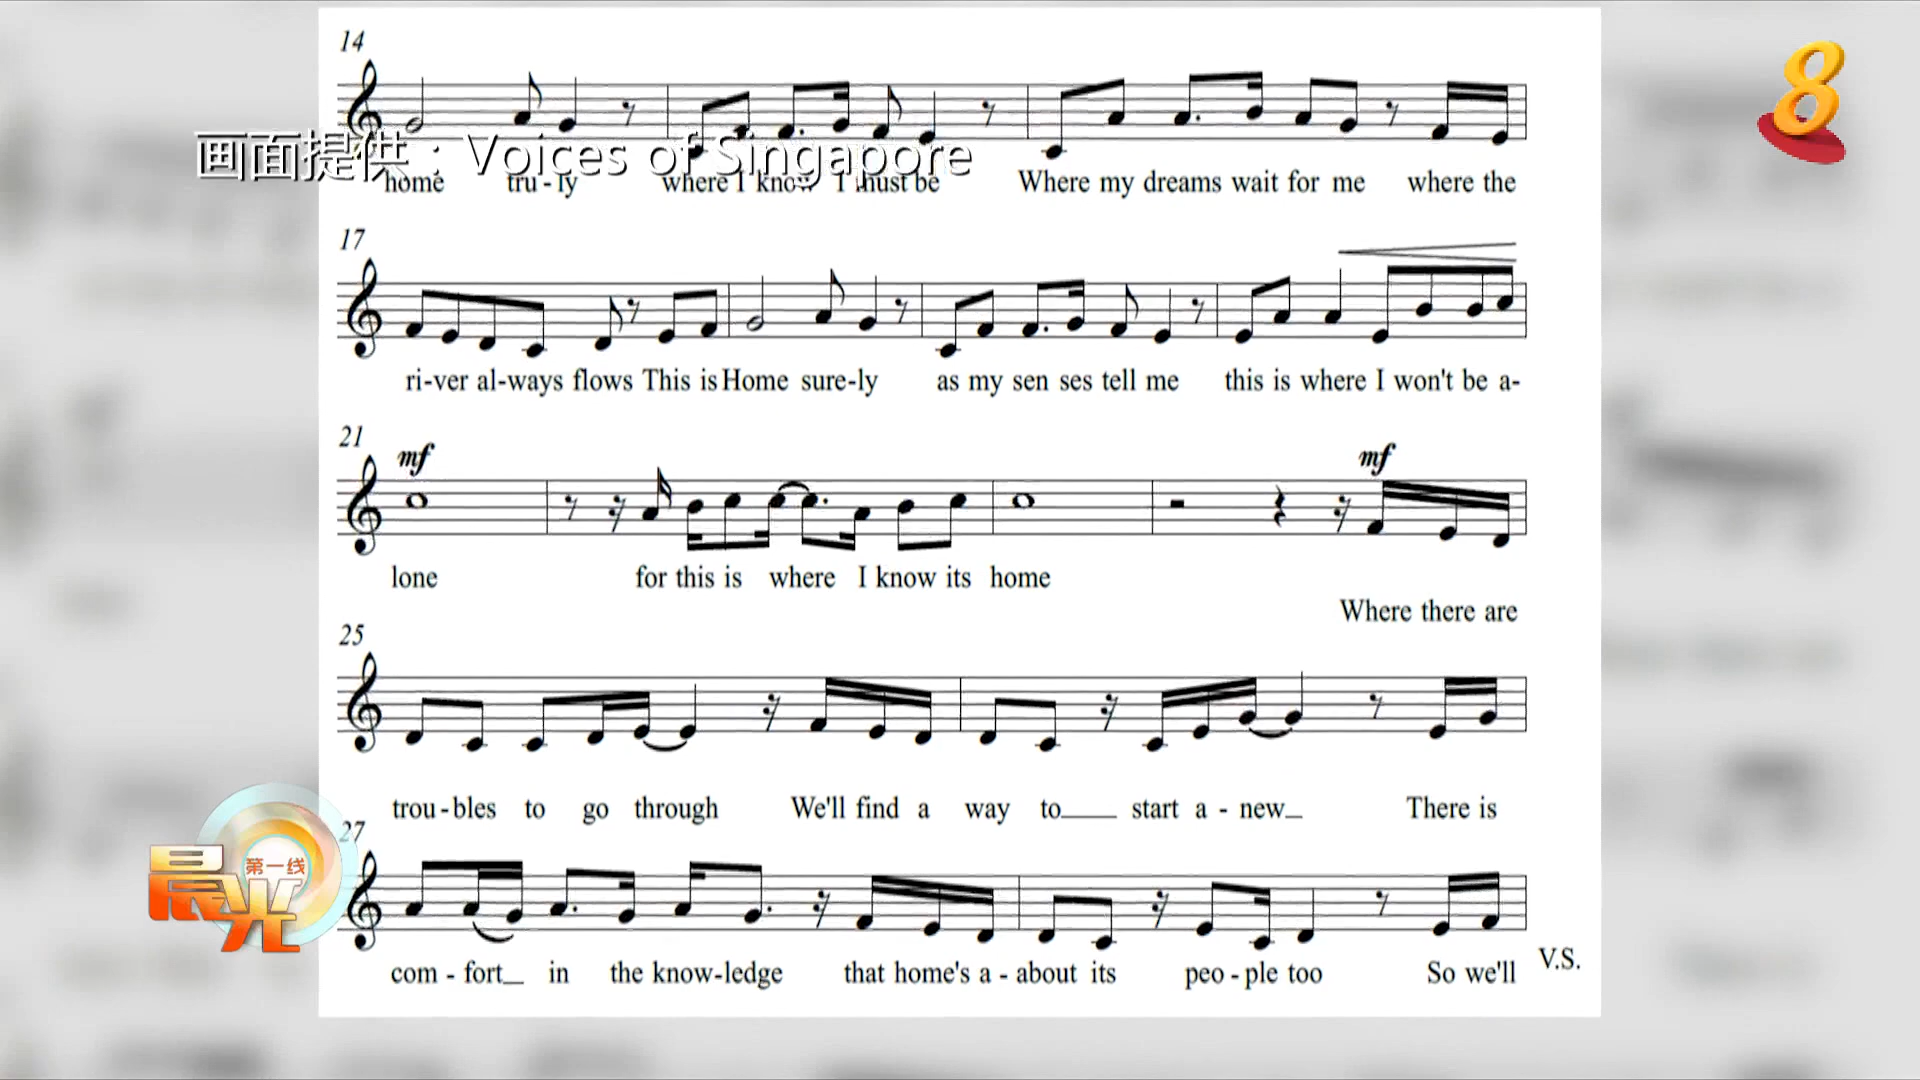 14
8
画面提供：Voices of Singapore
home tru - ly where I know I must be Where my dreams wait for me where the
17
ri-ver al-ways flows This is Home sure-ly as my sen ses tell me this is where I won't be a-
21
mf mf
lone for this is where I know its home
Where there are
25
trou-bles to go through We'll find a way to___ start a - new_ There is
27
晨光
第一线
com - fort_ in the know-ledge that home's a - about its peo - ple too So we'll
V.S.